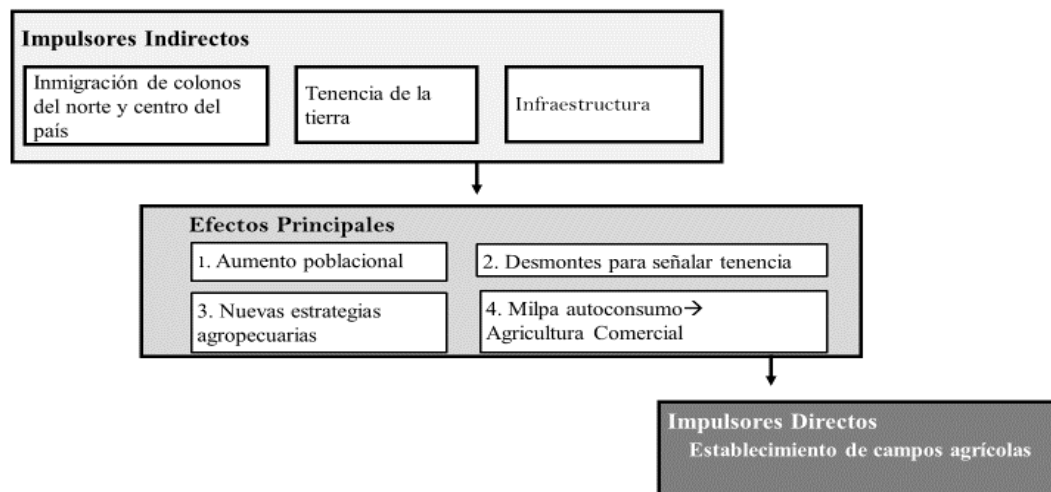 Impulsores Indirectos
Inmigración de colonos
del norte y centro del
país
Tenencia de la
tierra
Infraestructura
Efectos Principales
1. Aumento poblacional
2. Desmontes para señalar tenencia
3. Nuevas estrategias
agropecuarias
4. Milpa autoconsumo→
Agricultura Comercial
Impulsores Directos
Establecimiento de campos agrícolas